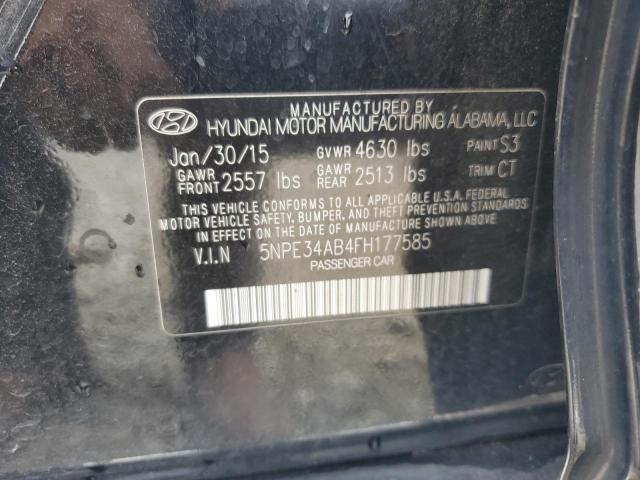 MANUFACTURED BY
HYUNDAI MOTOR MANUFACTURING ALABAMA, LLC
Jan/30/15 GVWR 4630 lbs PAINT S3
GAWR FRONT 2557 lbs GAWR REAR 2513 lbs TRIM CT
THIS VEHICLE CONFORMS TO ALL APPLICABLE U.S.A. FEDERAL
MOTOR VEHICLE SAFETY, BUMPER, AND THEFT PREVENTION STANDARDS
IN EFFECT ON THE DATE OF MANUFACTURE SHOWN ABOVE.
V.I.N 5NPE34AB4FH177585
PASSENGER CAR